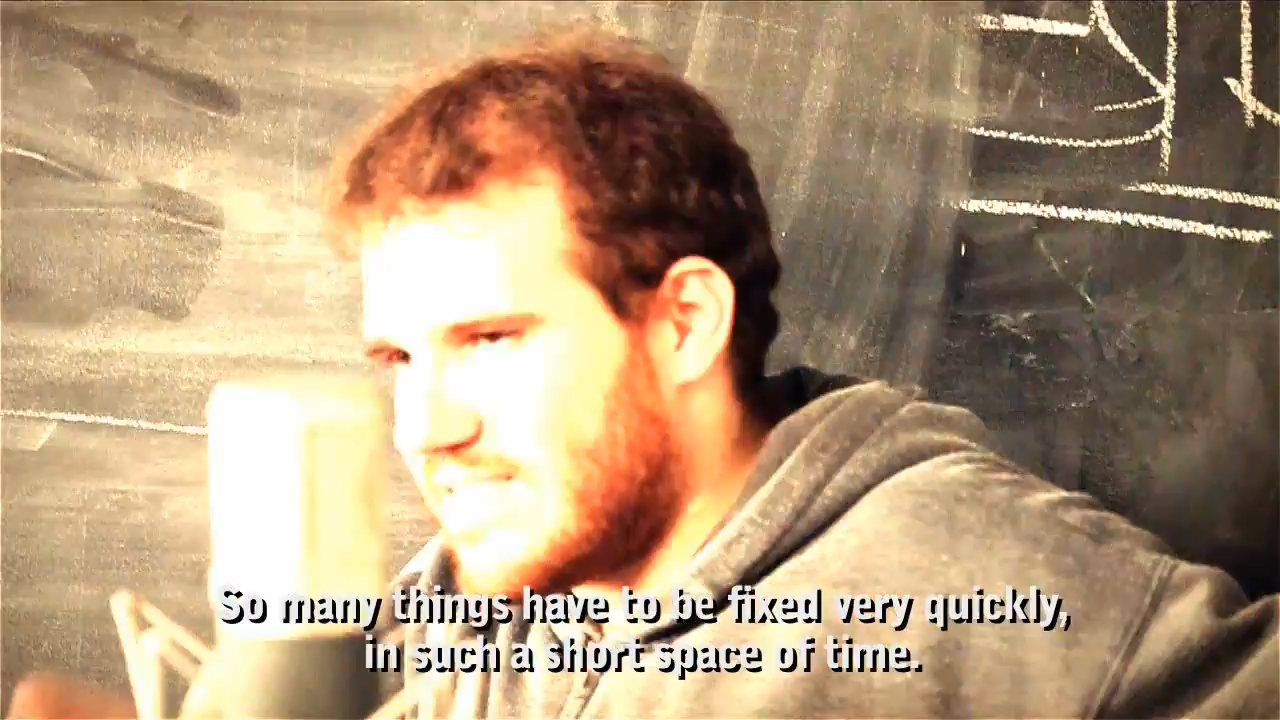 So many things have to be fixed very quickly,
in such a short space of time.